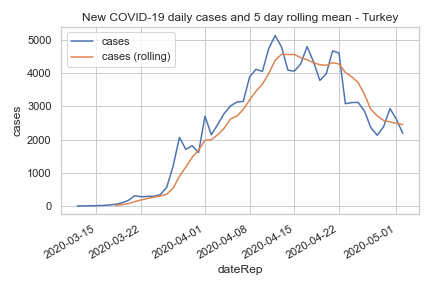 New COVID-19 daily cases and 5 day rolling mean - Turkey
cases
cases (rolling)
5000
4000
3000
2000
1000
0
cases
2020-03-15
2020-03-22
2020-04-01
2020-04-08
2020-04-15
2020-04-22
2020-05-01
dateRep